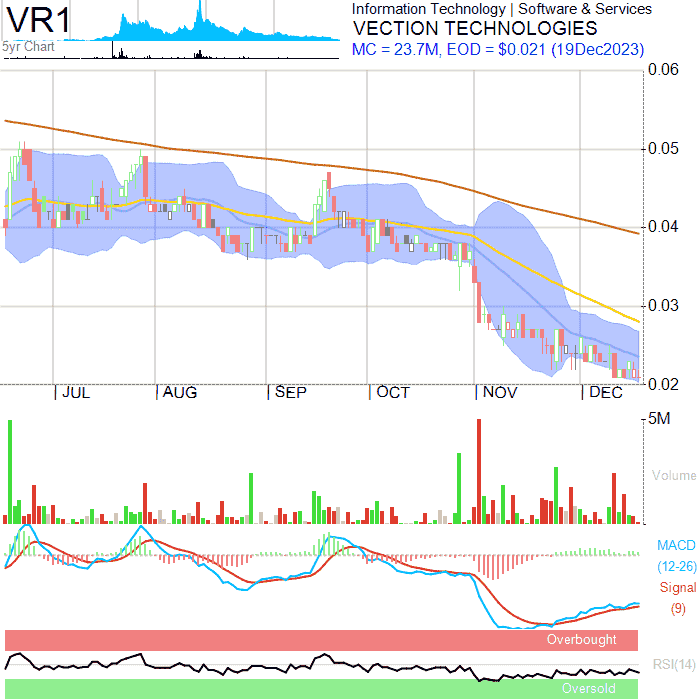 VR1
5yr Chart
Information Technology | Software & Services
VECTION TECHNOLOGIES
MC = 23.7M, EOD = $0.021 (19Dec2023)
0.06
0.05
0.04
0.03
0.02
JUL AUG SEP OCT NOV DEC
5M
Volume
MACD
(12-26)
Signal
(9)
Overbought
RSI(14)
Oversold